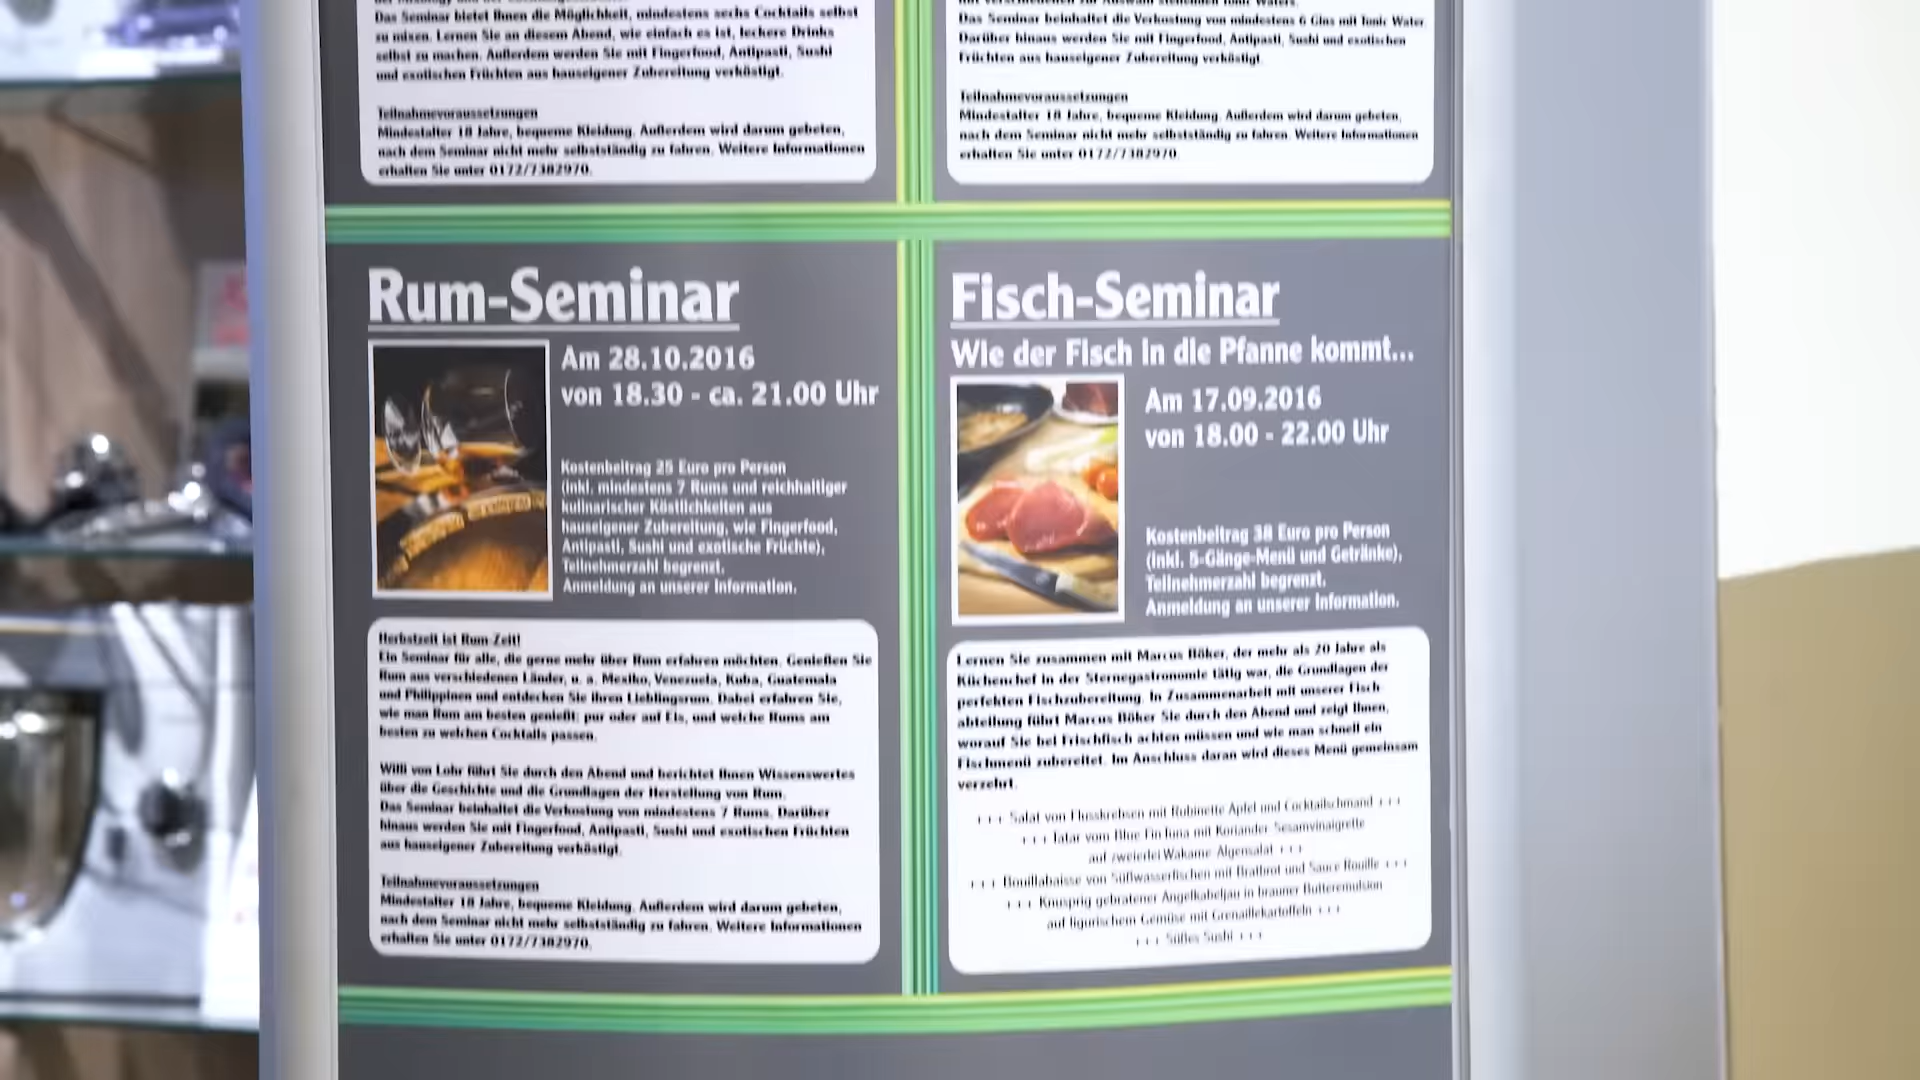 Das Seminar bietet Ihnen die Möglichkeit, mindestens sechs Cocktails selbst
zu mixen. Lernen Sie an diesem Abend, wie einfach es ist, leckere Drinks
selbst zu machen. Außerdem werden Sie mit Fingerfood, Antipasti, Sushi
und exotischen Früchten aus hauseigener Zubereitung verköstigt.
Teilnahmevoraussetzungen
Mindestalter 18 Jahre, bequeme Kleidung. Außerdem wird darum gebeten,
nach dem Seminar nicht mehr selbstständig zu fahren. Weitere Informationen
erhalten Sie unter 0172/7382970.
Das Seminar beinhaltet die Verkostung von mindestens 6 Gins mit Tonic Water
Darüber hinaus werden Sie mit Fingerfood, Antipasti, Sushi und exotischen
Früchten aus hauseigener Zubereitung verköstigt.
Teilnahmevoraussetzungen
Mindestalter 18 Jahre, bequeme Kleidung. Außerdem wird darum gebeten,
nach dem Seminar nicht mehr selbstständig zu fahren. Weitere Informationen
erhalten Sie unter 0172/7382970.
Rum-Seminar
Am 28.10.2016
von 18.30 - ca. 21.00 Uhr
Kostenbeitrag 25 Euro pro Person
(inkl. mindestens 7 Rums und reichhaltiger
kulinarischer Köstlichkeiten aus
hauseigener Zubereitung, wie Fingerfood,
Antipasti, Sushi und exotische Früchte).
Teilnehmerzahl begrenzt.
Anmeldung an unserer Information.
Herbstzeit ist Rum-Zeit!
Ein Seminar für alle, die gerne mehr über Rum erfahren möchten. Genießen Sie
Rum aus verschiedenen Länder, u. a. Mexiko, Venezuela, Kuba, Guatemala
und Philippinen und entdecken Sie Ihren Lieblingsrum. Dabei erfahren Sie,
wie man Rum am besten genießt: pur oder auf Eis, und welche Rums am
besten zu welchen Cocktails passen.
Willi von Lohr führt Sie durch den Abend und berichtet Ihnen Wissenswertes
über die Geschichte und die Grundlagen der Herstellung von Rum.
Das Seminar beinhaltet die Verkostung von mindestens 7 Rums. Darüber
hinaus werden Sie mit Fingerfood, Antipasti, Sushi und exotischen Früchten
aus hauseigener Zubereitung verköstigt.
Teilnahmevoraussetzungen
Mindestalter 18 Jahre, bequeme Kleidung. Außerdem wird darum gebeten,
nach dem Seminar nicht mehr selbstständig zu fahren. Weitere Informationen
erhalten Sie unter 0172/7382970.
Fisch-Seminar
Wie der Fisch in die Pfanne kommt...
Am 17.09.2016
von 18.00 - 22.00 Uhr
Kostenbeitrag 38 Euro pro Person
(inkl. 5-Gänge-Menü und Getränke),
Teilnehmerzahl begrenzt.
Anmeldung an unserer Information.
Lernen Sie zusammen mit Marcus Böker, der mehr als 20 Jahre als
Küchenchef in der Sternegastronomie tätig war, die Grundlagen der
perfekten Fischzubereitung. In Zusammenarbeit mit unserer Fisch
abteilung führt Marcus Böker Sie durch den Abend und zeigt Ihnen,
worauf Sie bei Frischfisch achten müssen und wie man schnell ein
Fischmenü zubereitet. Im Anschluss daran wird dieses Menü gemeinsam
verzehrt.
+++ Salat von Flusskrebsen mit Rubinette Apfel und Cocktailschmand +++
+++ Tatar vom Blue Fin Tuna mit Koriander Sesamvinaigrette
auf zweierlei Wakame Algensalat +++
+++ Bouillabaisse von Süßwasserfischen mit Bratbrot und Sauce Rouille +++
+++ Knusprig gebratener Angelkabeljau in brauner Butteremulsion
auf ligurischem Gemüse mit Grenaillekartoffeln +++
+++ Süßes Sushi +++